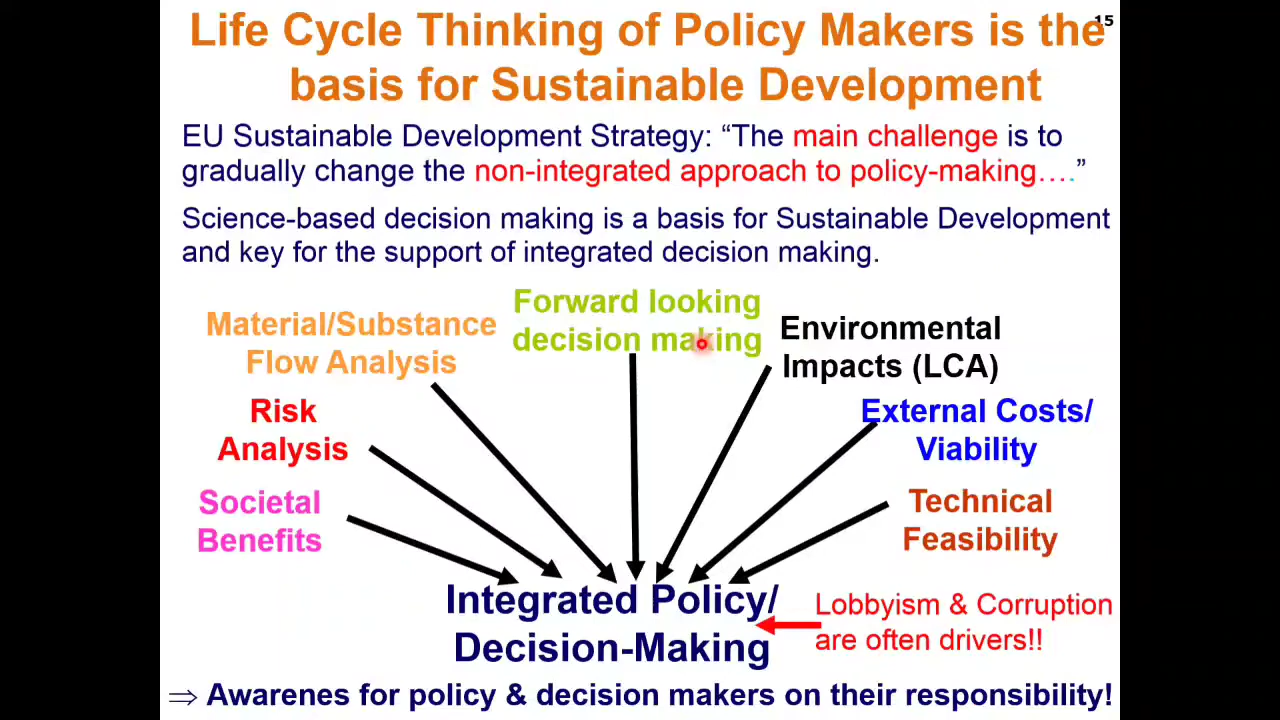 15
Life Cycle Thinking of Policy Makers is the
basis for Sustainable Development
EU Sustainable Development Strategy: “The main challenge is to
gradually change the non-integrated approach to policy-making….”
Science-based decision making is a basis for Sustainable Development
and key for the support of integrated decision making.
Material/Substance
Flow Analysis
Forward looking
decision making
Environmental
Impacts (LCA)
Risk
Analysis
External Costs/
Viability
Societal
Benefits
Technical
Feasibility
Integrated Policy/
Decision-Making
Lobbyism & Corruption
are often drivers!!
⇒ Awarenes for policy & decision makers on their responsibility!